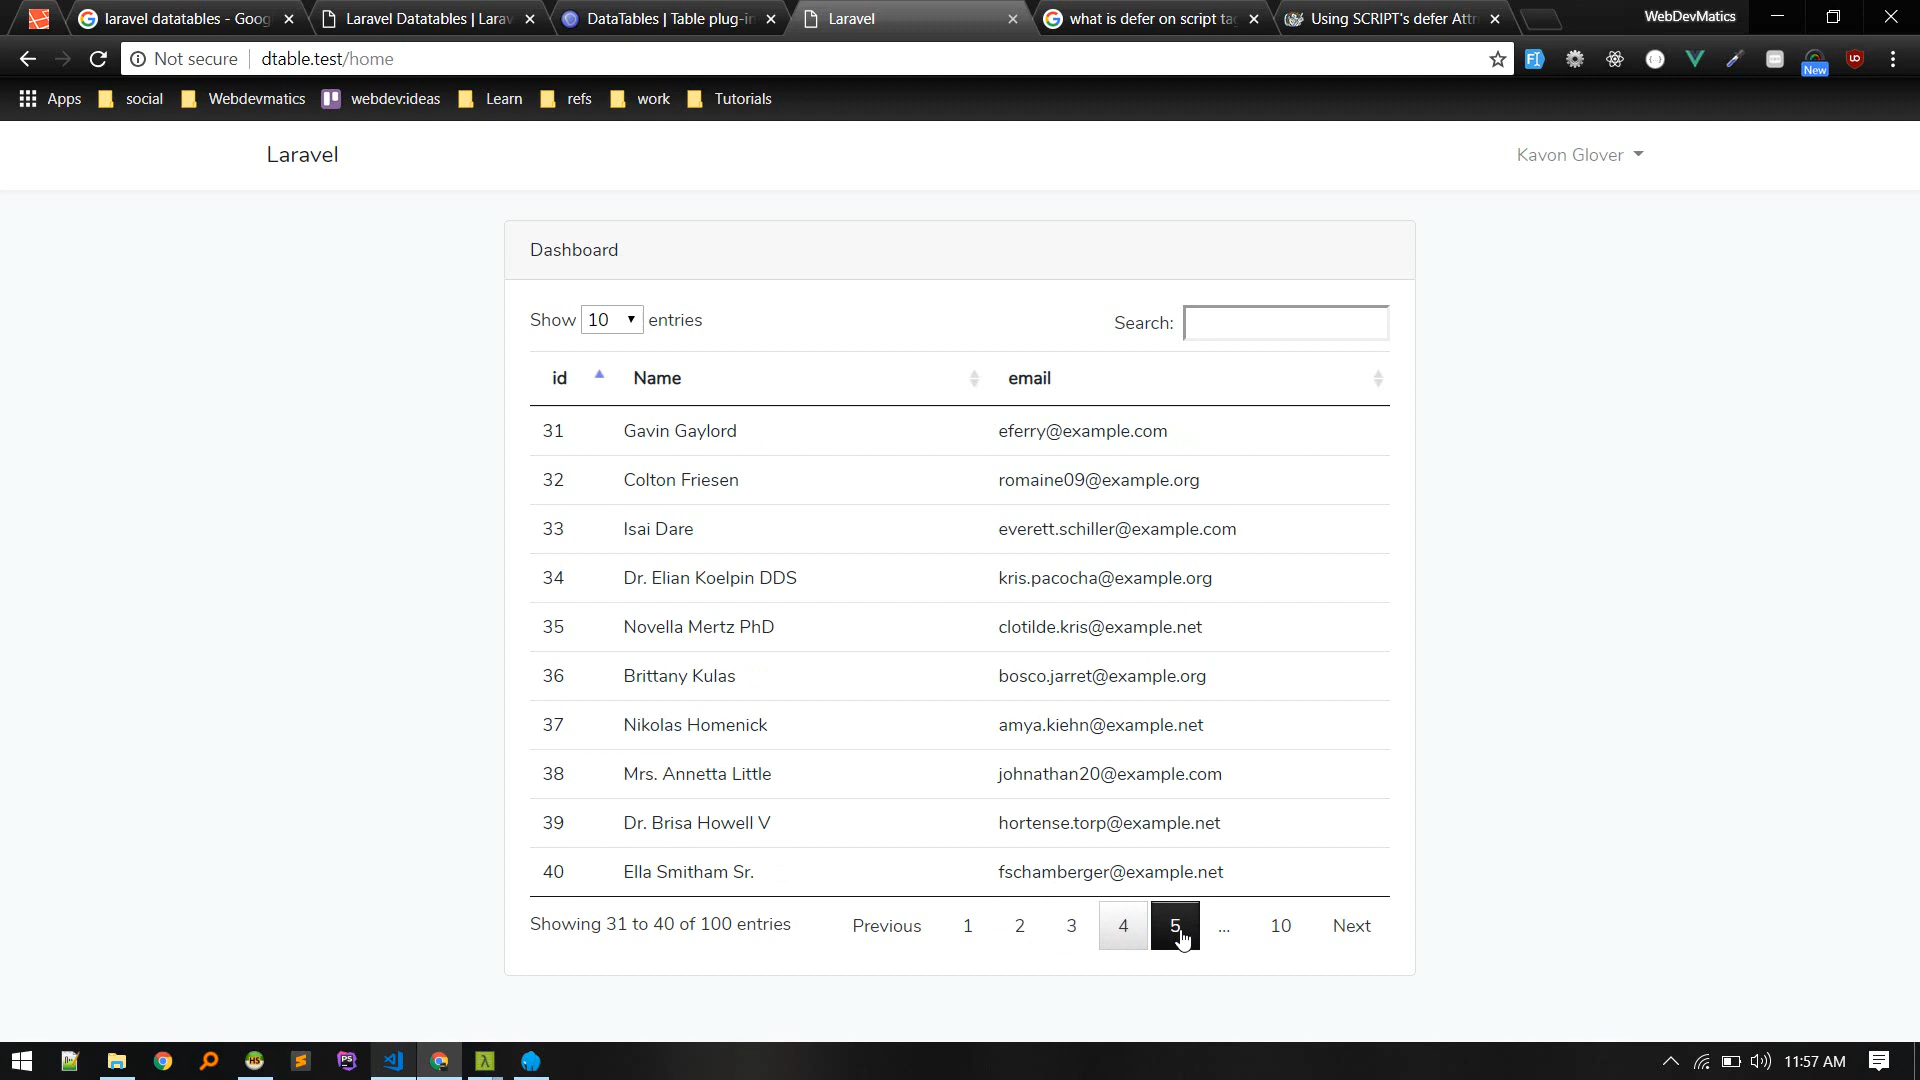 laravel datatables - Goog
Laravel Datatables | Larav
DataTables | Table plug-in
Laravel
what is defer on script tag
Using SCRIPT's defer Attr
WebDevMatics
Not secure
dtable.test/home
New
Apps
social
Webdevmatics
webdev:ideas
Learn
refs
work
Tutorials
Laravel
Kavon Glover
Dashboard
Show 10 entries
Search:
id Name email
31 Gavin Gaylord eferry@example.com
32 Colton Friesen romaine09@example.org
33 Isai Dare everett.schiller@example.com
34 Dr. Elian Koelpin DDS kris.pacocha@example.org
35 Novella Mertz PhD clotilde.kris@example.net
36 Brittany Kulas bosco.jarret@example.org
37 Nikolas Homenick amya.kiehn@example.net
38 Mrs. Annetta Little johnathan20@example.com
39 Dr. Brisa Howell V hortense.torp@example.net
40 Ella Smitham Sr. fschamberger@example.net
Showing 31 to 40 of 100 entries
Previous 1 2 3 4 5 ... 10 Next
11:57 AM